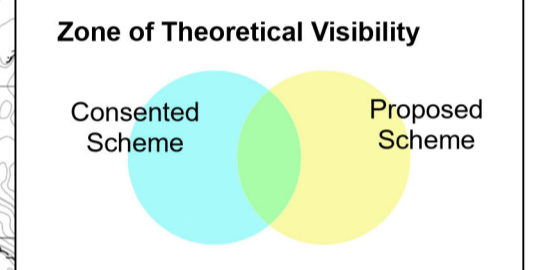 Zone of Theoretical Visibility
Consented
Scheme
Proposed
Scheme